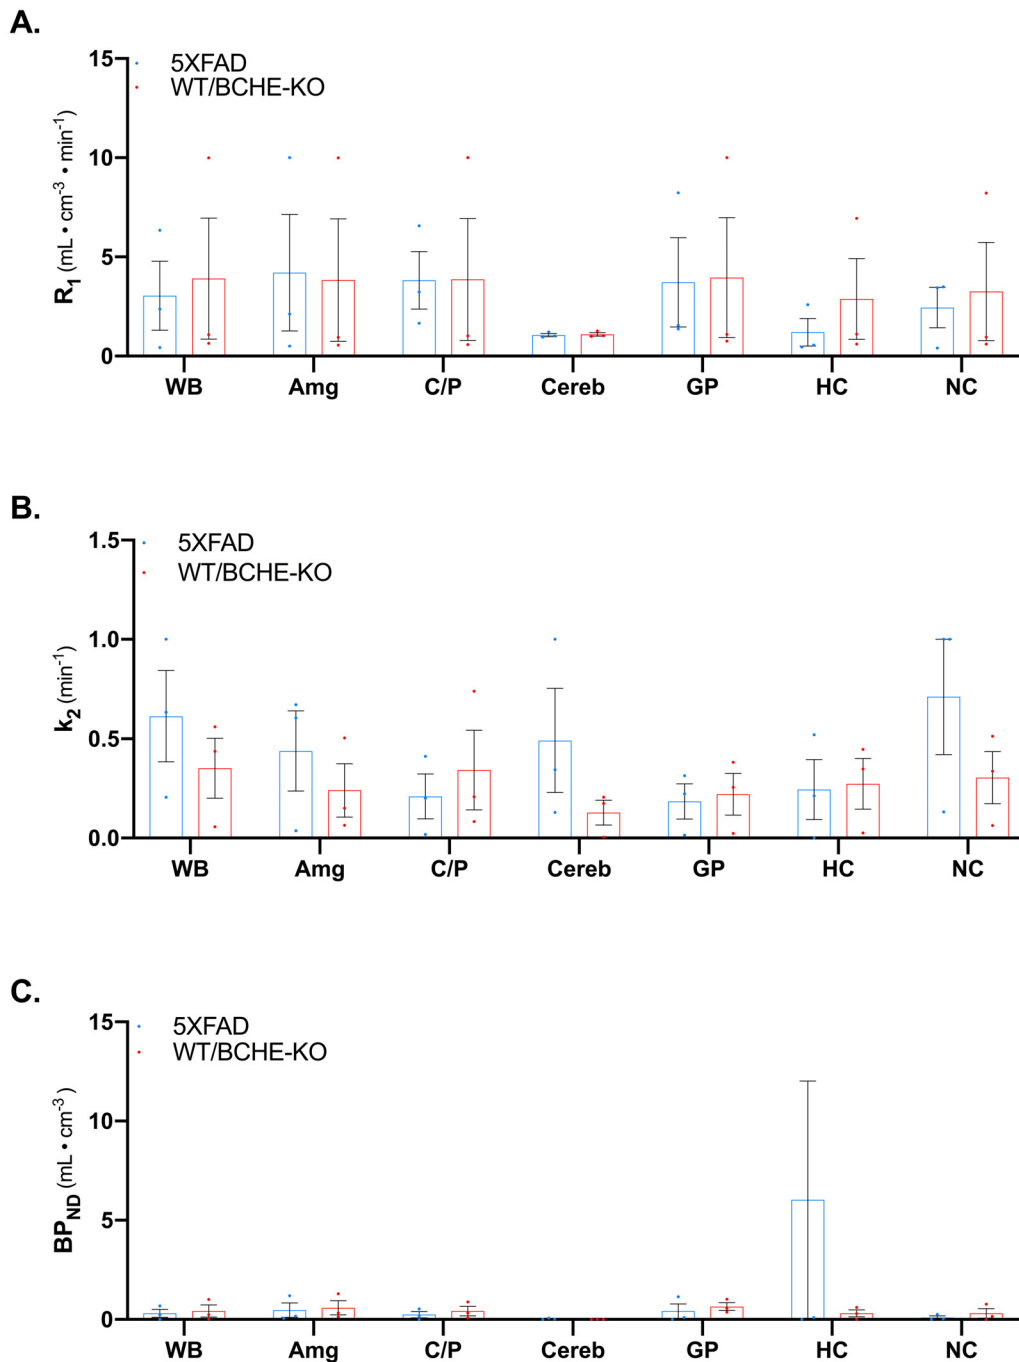 A.
15
10
5
0
R₁ (mL • cm⁻³ • min⁻¹)
5XFAD
WT/BCHE-KO
WB Amg C/P Cereb GP HC NC
B.
1.5
1.0
0.5
0.0
k₂ (min⁻¹)
5XFAD
WT/BCHE-KO
WB Amg C/P Cereb GP HC NC
C.
15
10
5
0
BP_ND (mL • cm⁻³)
5XFAD
WT/BCHE-KO
WB Amg C/P Cereb GP HC NC